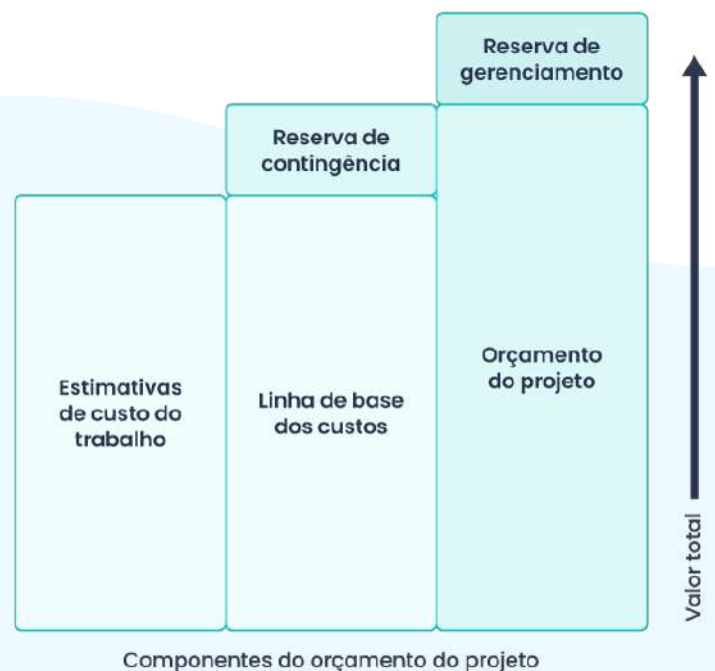 Reserva de
gerenciamento
Reserva de
contingência
Estimativas
de custo do
trabalho
Linha de base
dos custos
Orçamento
do projeto
Valor total
Componentes do orçamento do projeto